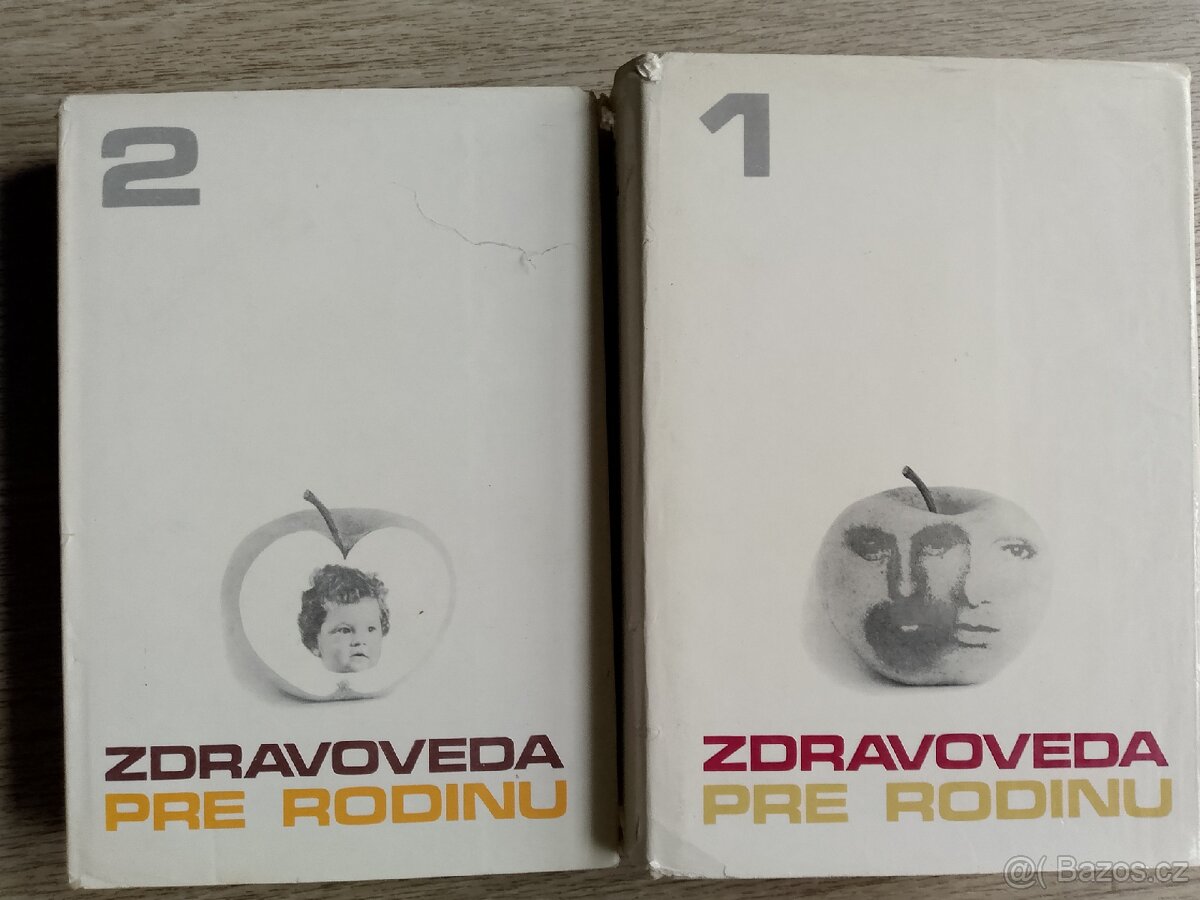 2
ZDRAVOVEDA
PRE RODINU
1
ZDRAVOVEDA
PRE RODINU
@( Bazos.cz